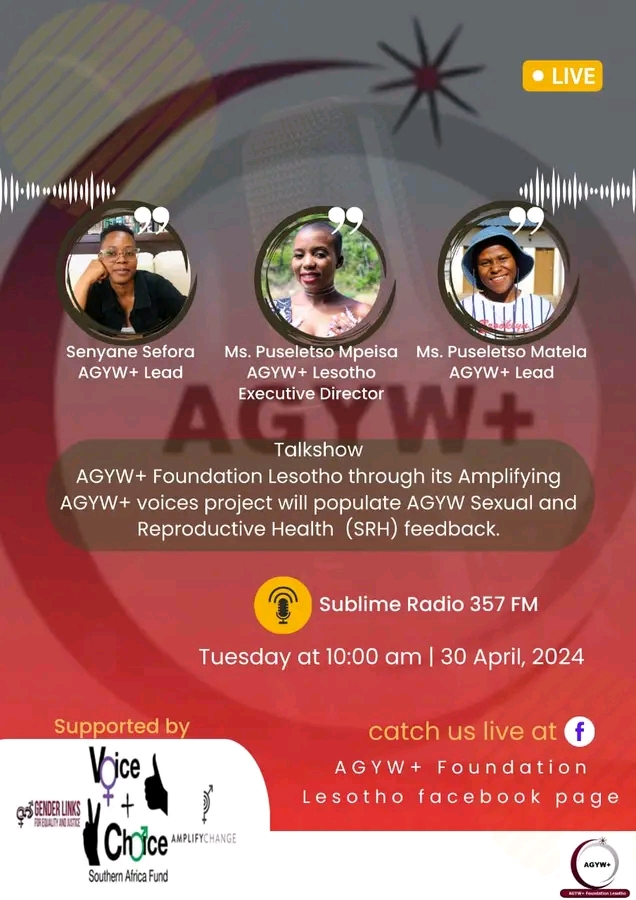 LIVE
Senyane Sefora
AGYW+ Lead
Ms. Puseletso Mpeisa
AGYW+ Lesotho
Executive Director
Ms. Puseletso Matela
AGYW+ Lead
AGYW+
Talkshow
AGYW+ Foundation Lesotho through its Amplifying
AGYW+ voices project will populate AGYW Sexual and
Reproductive Health (SRH) feedback.
Sublime Radio 357 FM
Tuesday at 10:00 am | 30 April, 2024
Supported by
GENDER LINKS
FOR EQUALITY AND JUSTICE
Voice
+
Choice
Southern Africa Fund
AMPLIFYCHANGE
catch us live at f
AGYW+ Foundation
Lesotho facebook page
AGYW+
AGYW+ Foundation Lesotho